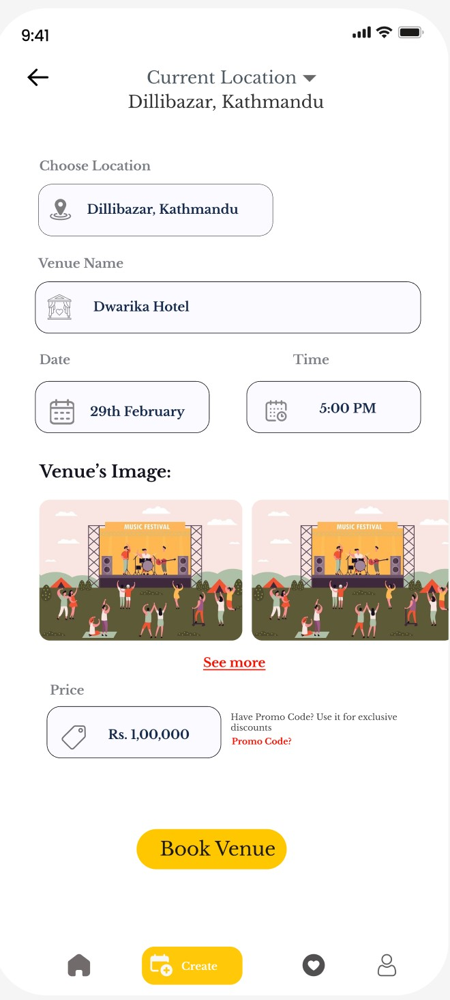 9:41
Current Location
Dillibazar, Kathmandu
Choose Location
Dillibazar, Kathmandu
Venue Name
Dwarika Hotel
Date
Time
29th February
5:00 PM
Venue’s Image:
MUSIC FESTIVAL
MUSIC FESTIVAL
See more
Price
Rs. 1,00,000
Have Promo Code? Use it for exclusive
discounts
Promo Code?
Book Venue
Create